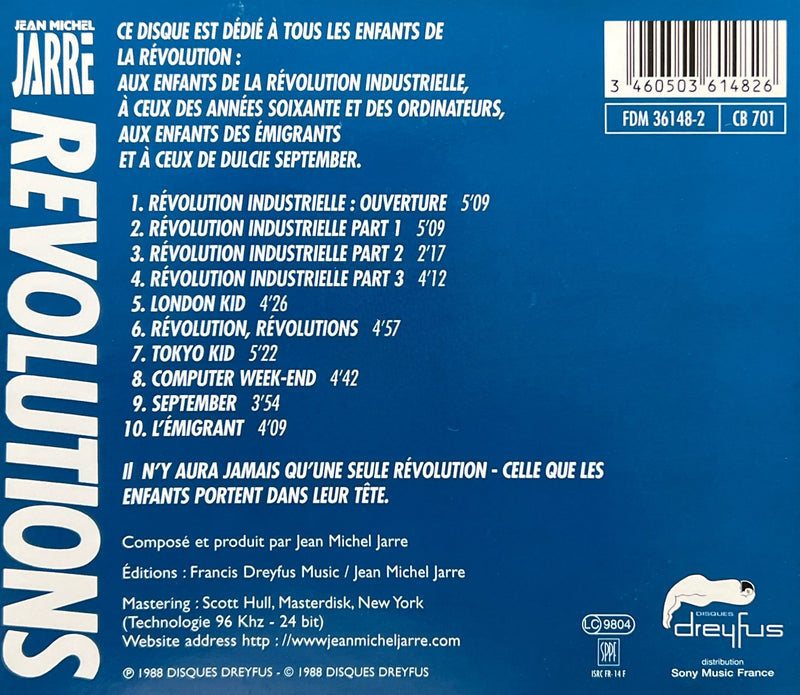 JEAN MICHEL
JARRE
REVOLUTIONS
CE DISQUE EST DÉDIÉ À TOUS LES ENFANTS DE
LA RÉVOLUTION :
AUX ENFANTS DE LA RÉVOLUTION INDUSTRIELLE,
À CEUX DES ANNÉES SOIXANTE ET DES ORDINATEURS,
AUX ENFANTS DES ÉMIGRANTS
ET À CEUX DE DULCIE SEPTEMBER.
3 460503 614826
FDM 36148-2 CB 701
1. RÉVOLUTION INDUSTRIELLE : OUVERTURE 5'09
2. RÉVOLUTION INDUSTRIELLE PART 1 5'09
3. RÉVOLUTION INDUSTRIELLE PART 2 2'17
4. RÉVOLUTION INDUSTRIELLE PART 3 4'12
5. LONDON KID 4'26
6. RÉVOLUTION, RÉVOLUTIONS 4'57
7. TOKYO KID 5'22
8. COMPUTER WEEK-END 4'42
9. SEPTEMBER 3'54
10. L'ÉMIGRANT 4'09
Il N'Y AURA JAMAIS QU'UNE SEULE RÉVOLUTION - CELLE QUE LES
ENFANTS PORTENT DANS LEUR TÊTE.
Composé et produit par Jean Michel Jarre
Éditions : Francis Dreyfus Music / Jean Michel Jarre
Mastering : Scott Hull, Masterdisk, New York
(Technologie 96 Khz - 24 bit)
Website address http : //wwwjeanmicheljarre.com
℗ 1988 DISQUES DREYFUS - © 1988 DISQUES DREYFUS
LC 9804
SPPF
ISRC FR-14 F
DISQUES
dreyfus
distribution
Sony Music France